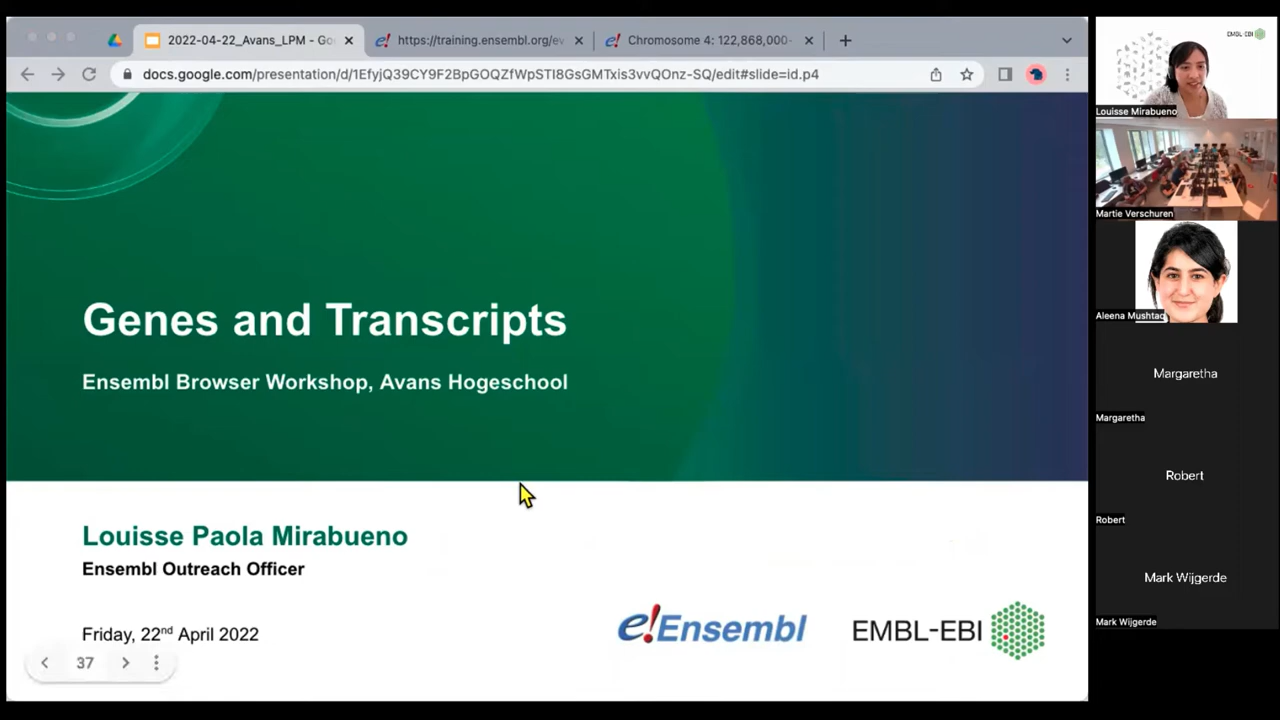 2022-04-22_Avans_LPM - Go
https://training.ensembl.org/ev
Chromosome 4: 122,868,000-
docs.google.com/presentation/d/1EfyjQ39CY9F2BpGOQZfWpSTI8GsGMTxis3vvQOnz-SQ/edit#slide=id.p4
Genes and Transcripts
Ensembl Browser Workshop, Avans Hogeschool
Louisse Paola Mirabueno
Ensembl Outreach Officer
Friday, 22nd April 2022
37
e!Ensembl
EMBL-EBI
EMBL-EBI
Louisse Mirabueno
Martie Verschuren
Aleena Mushtaq
Margaretha
Margaretha
Robert
Robert
Mark Wijgerde
Mark Wijgerde